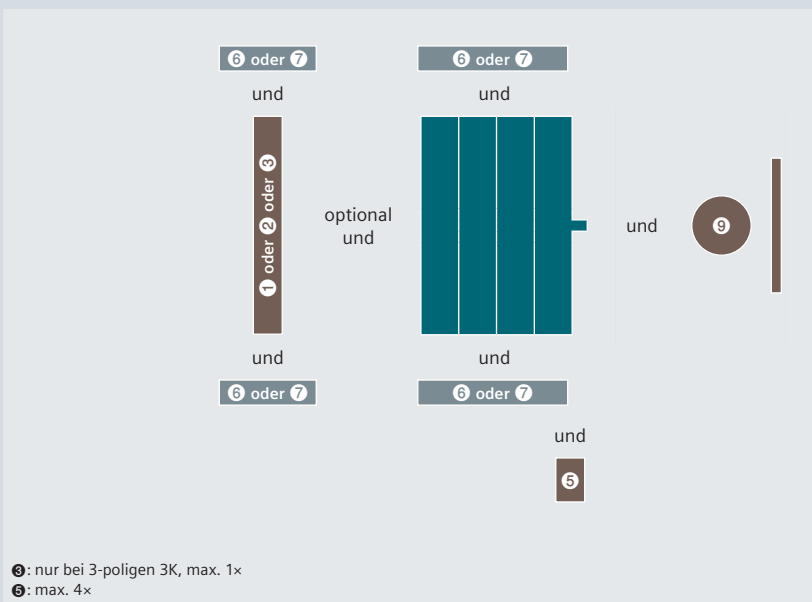 ❻ oder ❼
❻ oder ❼
und
und
❶ oder ❷ oder ❸
optional
und
und
❾
und
und
❻ oder ❼
❻ oder ❼
und
❺
❸: nur bei 3-poligen 3K, max. 1×
❺: max. 4×